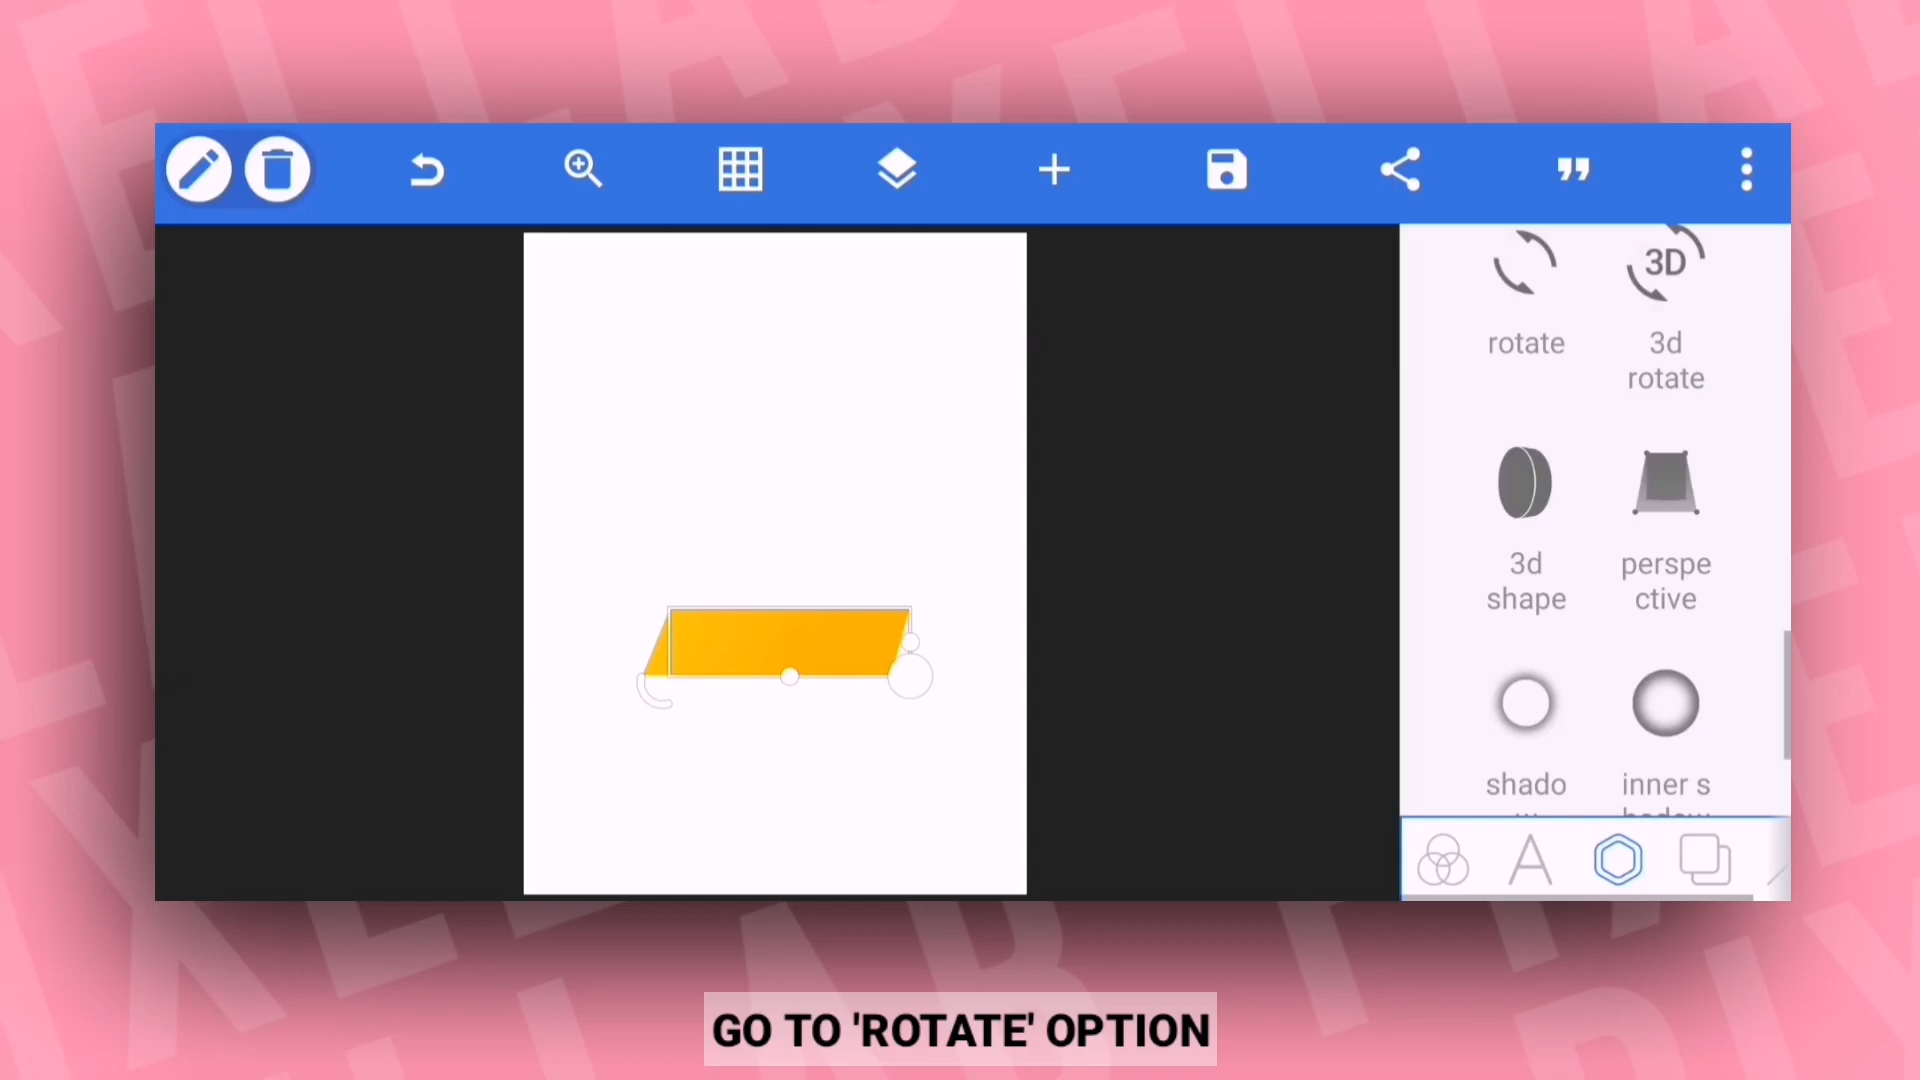 3D
rotate
3d
rotate
3d
shape
perspe
ctive
shado
inner s
GO TO 'ROTATE' OPTION